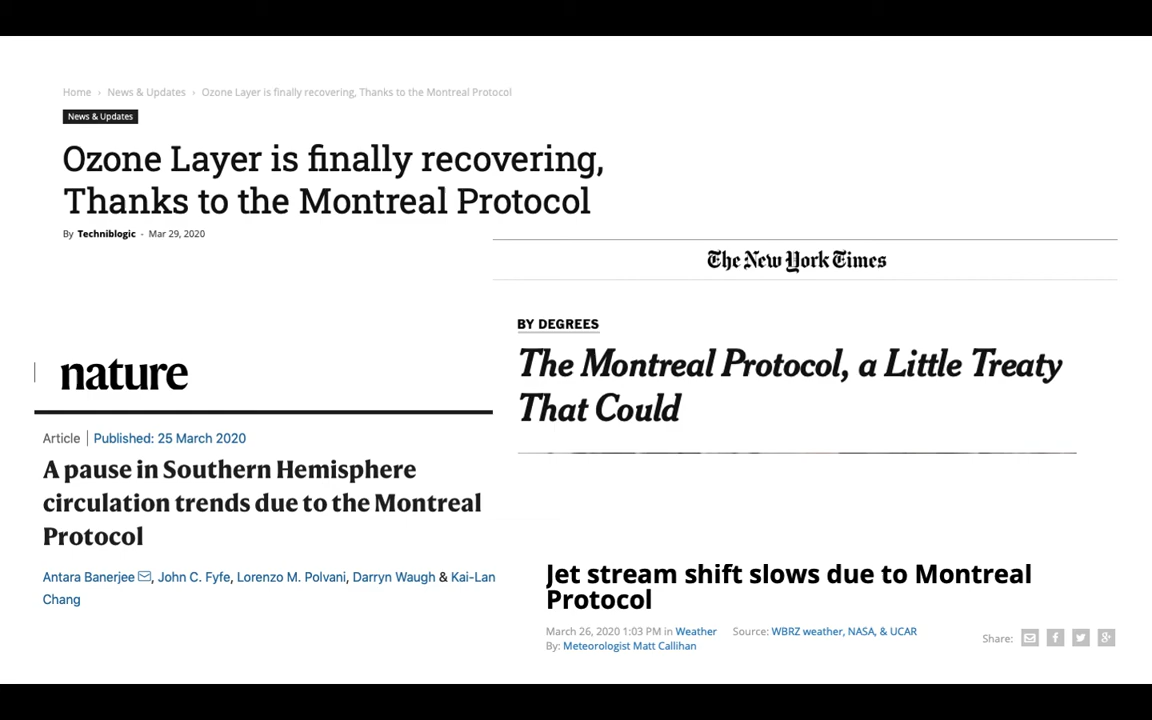 Home › News & Updates › Ozone Layer is finally recovering, Thanks to the Montreal Protocol
News & Updates
Ozone Layer is finally recovering,
Thanks to the Montreal Protocol
By Techniblogic - Mar 29, 2020
The New York Times
BY DEGREES
The Montreal Protocol, a Little Treaty
That Could
nature
Article | Published: 25 March 2020
A pause in Southern Hemisphere
circulation trends due to the Montreal
Protocol
Antara Banerjee, John C. Fyfe, Lorenzo M. Polvani, Darryn Waugh & Kai-Lan
Chang
Jet stream shift slows due to Montreal
Protocol
March 26, 2020 1:03 PM in Weather Source: WBRZ weather, NASA, & UCAR
By: Meteorologist Matt Callihan
Share: